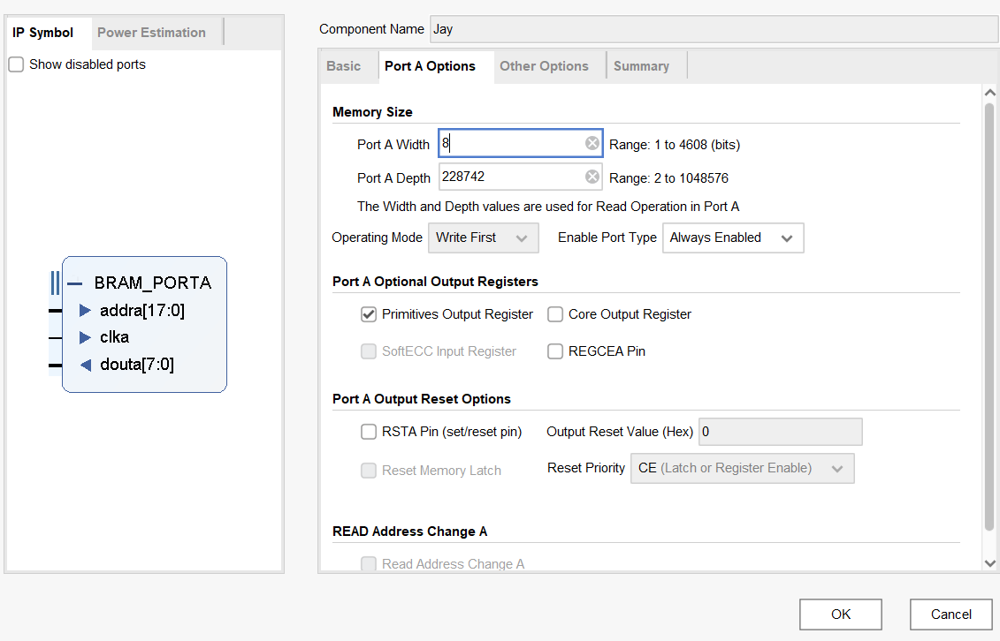 IP Symbol Power Estimation
Show disabled ports
BRAM_PORTA
addra[17:0]
clka
douta[7:0]
Component Name Jay
Basic Port A Options Other Options Summary
Memory Size
Port A Width 8 Range: 1 to 4608 (bits)
Port A Depth 228742 Range: 2 to 1048576
The Width and Depth values are used for Read Operation in Port A
Operating Mode Write First Enable Port Type Always Enabled
Port A Optional Output Registers
Primitives Output Register Core Output Register
SoftECC Input Register REGCEA Pin
Port A Output Reset Options
RSTA Pin (set/reset pin) Output Reset Value (Hex) 0
Reset Memory Latch Reset Priority CE (Latch or Register Enable)
READ Address Change A
Read Address Change A
OK Cancel